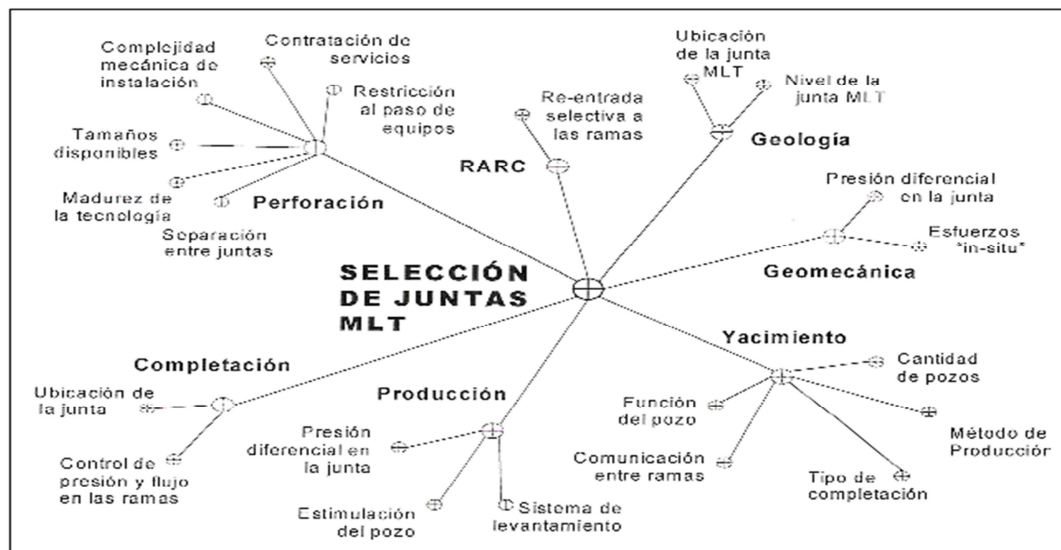 Complejidad
mecánica de
instalación
Contratación de
servicios
Restricción
al paso de
equipos
Tamaños
disponibles
Madurez de
la tecnología
Separación
entre juntas
Perforación
Re-entrada
selectiva a
las ramas
RARC
Ubicación
de la junta
MLT
Nivel de la
junta MLT
Geología
Presión diferencial
en la junta
Esfuerzos
"in-situ"
Geomecánica
SELECCIÓN
DE JUNTAS
MLT
Completación
Ubicación de
la junta
Control de
presión y flujo
en las ramas
Producción
Presión
diferencial en
la junta
Estimulación
del pozo
Sistema de
levantamiento
Yacimiento
Cantidad
de pozos
Función
del pozo
Método de
Producción
Comunicación
entre ramas
Tipo de
completación